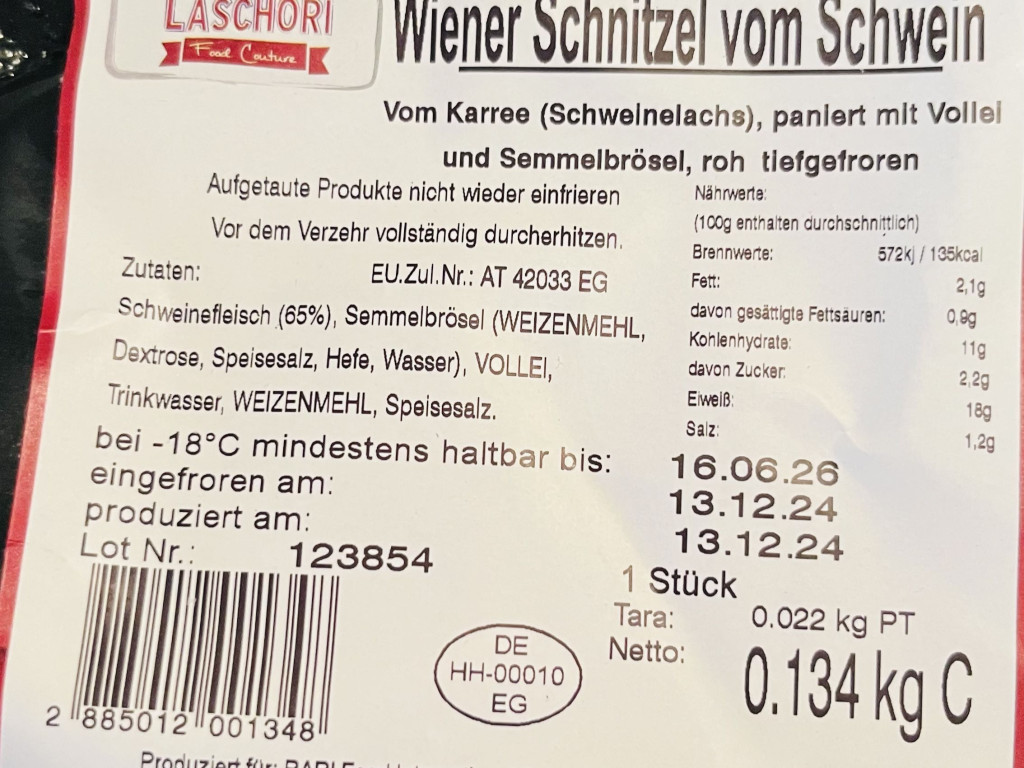 LASCHORI
Food Couture
Wiener Schnitzel vom Schwein
Vom Karree (Schweinelachs), paniert mit Vollei
und Semmelbrösel, roh tiefgefroren
Aufgetaute Produkte nicht wieder einfrieren
Vor dem Verzehr vollständig durcherhitzen.
Zutaten: EU.Zul.Nr.: AT 42033 EG
Schweinefleisch (65%), Semmelbrösel (WEIZENMEHL,
Dextrose, Speisesalz, Hefe, Wasser), VOLLEI,
Trinkwasser, WEIZENMEHL, Speisesalz.
Nährwerte:
(100g enthalten durchschnittlich)
Brennwerte: 572kj / 135kcal
Fett: 2,1g
davon gesättigte Fettsäuren: 0,9g
Kohlenhydrate: 11g
davon Zucker: 2,2g
Eiweiß: 18g
Salz: 1,2g
bei -18°C mindestens haltbar bis: 16.06.26
eingefroren am: 13.12.24
produziert am: 13.12.24
Lot Nr.: 123854
1 Stück
Tara: 0.022 kg PT
Netto: 0.134 kg C
DE
HH-00010
EG
2 885012 001348
Produziert für: